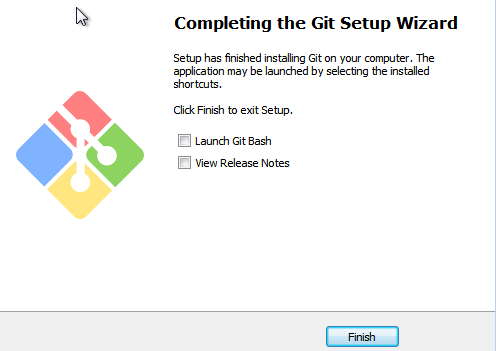 Completing the Git Setup Wizard
Setup has finished installing Git on your computer. The
application may be launched by selecting the installed
shortcuts.
Click Finish to exit Setup.
Launch Git Bash
View Release Notes
Finish